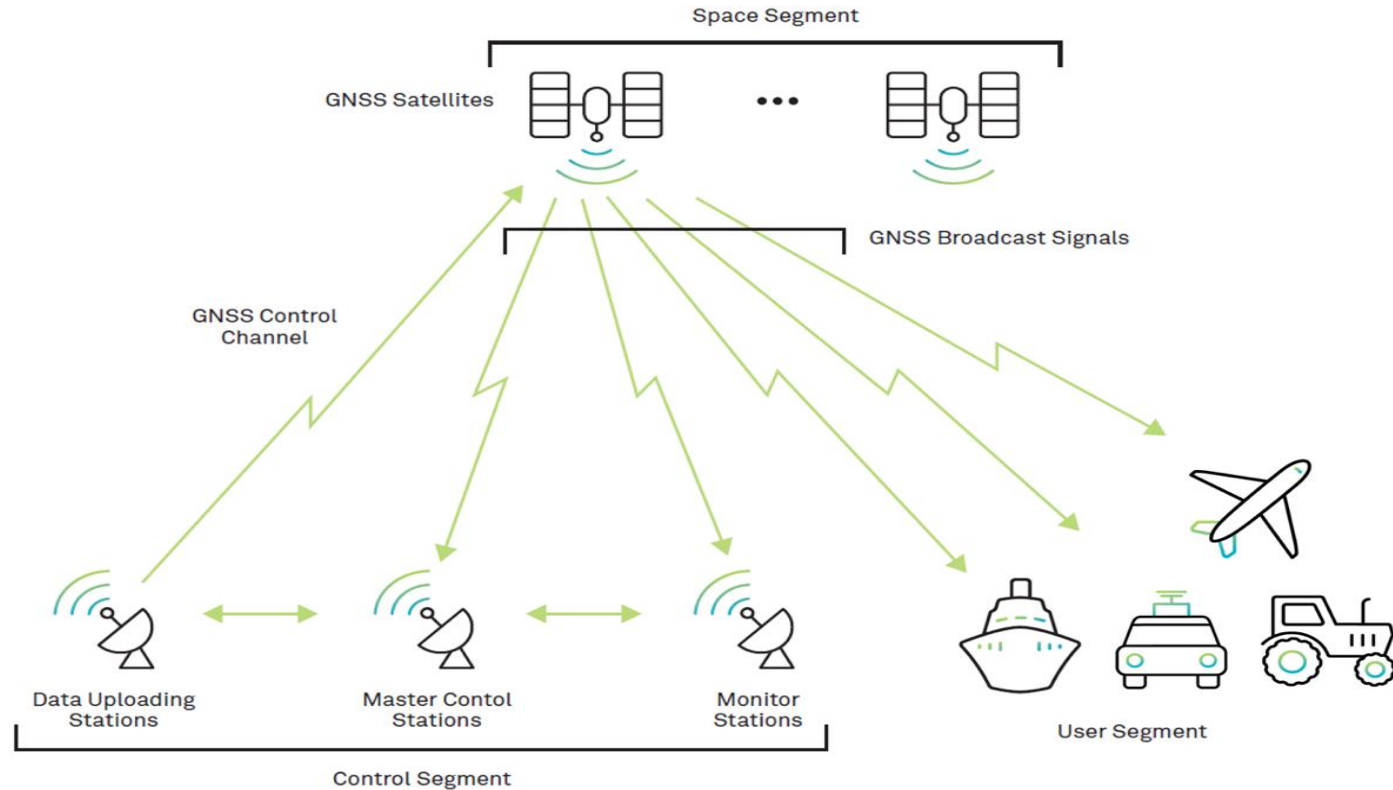 Space Segment
GNSS Satellites
GNSS Broadcast Signals
GNSS Control
Channel
Data Uploading
Stations
Master Contol
Stations
Monitor
Stations
User Segment
Control Segment